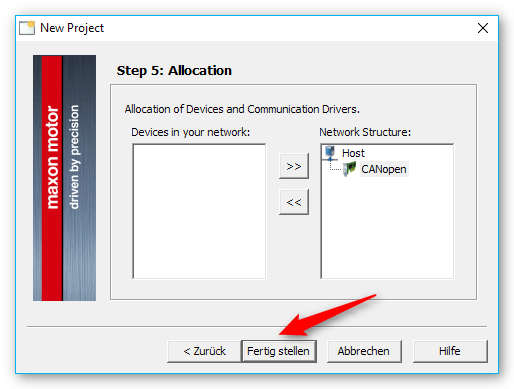 New Project
maxon motor
driven by precision
Step 5: Allocation
Allocation of Devices and Communication Drivers.
Devices in your network:
Network Structure:
>>
<<
Host
CANopen
< Zurück
Fertig stellen
Abbrechen
Hilfe